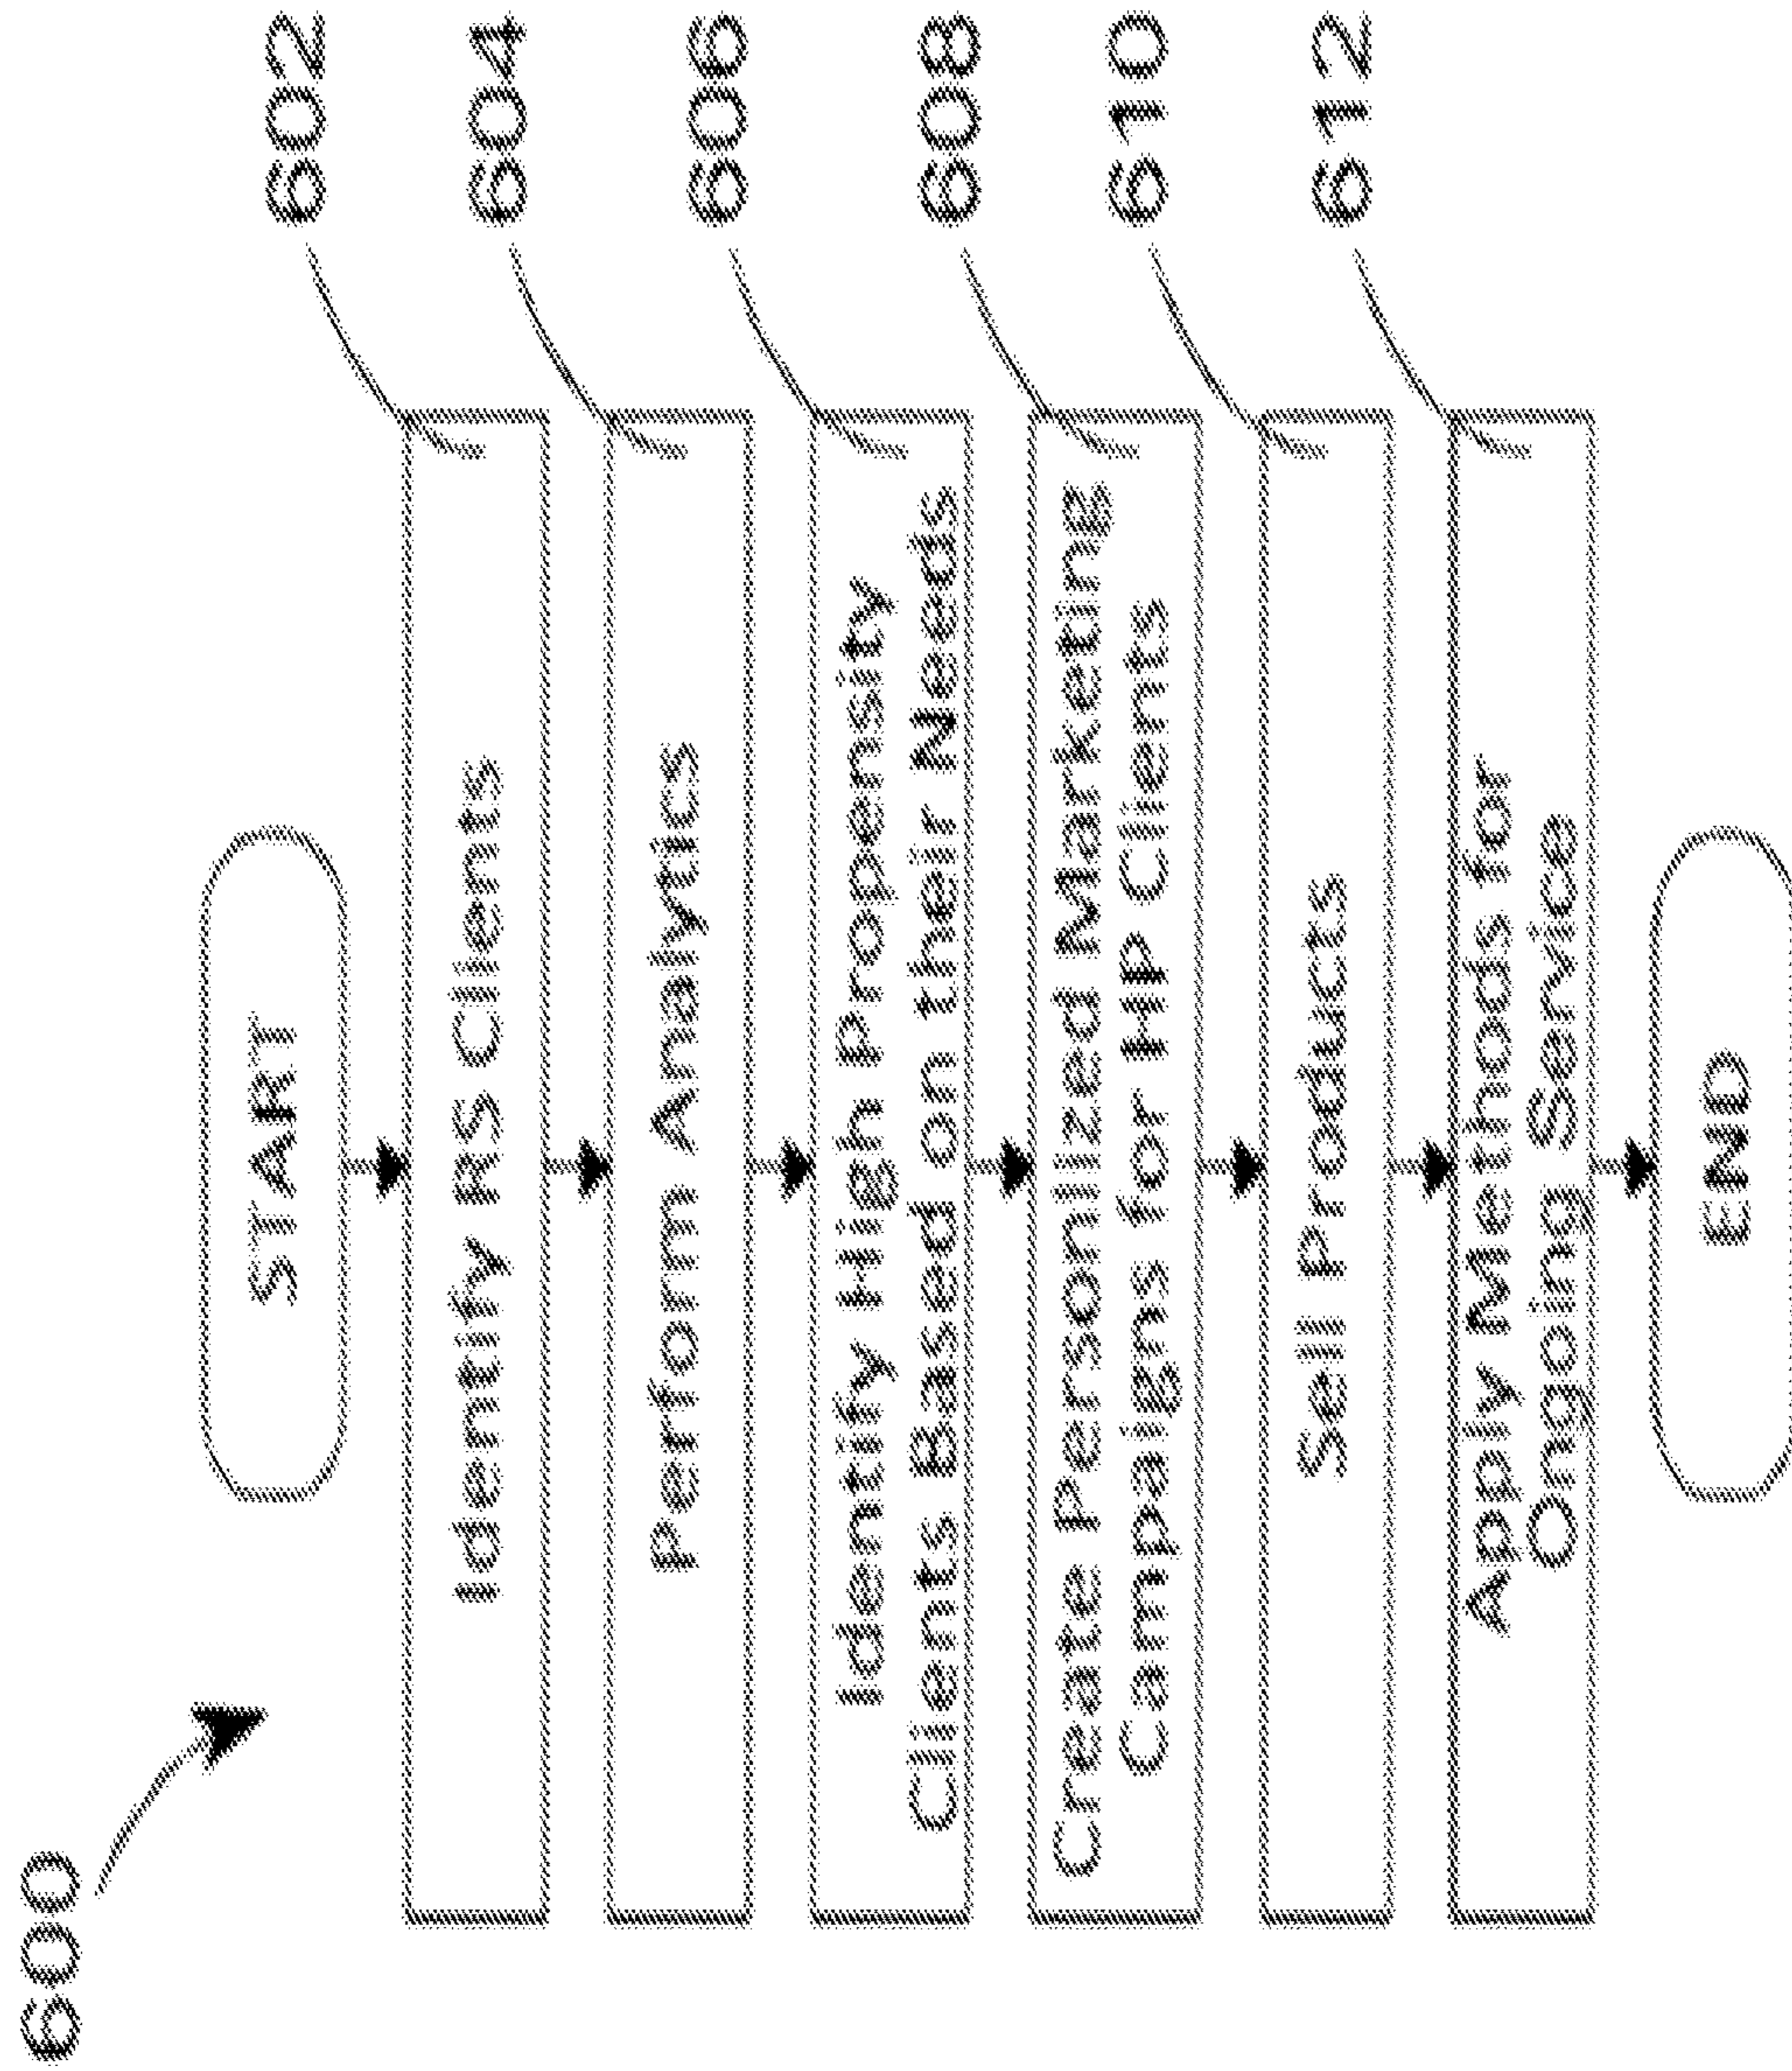 600
START
Identify RS Clients
602
Perform Analytics
604
Identify High Propensity
Clients Based on their Needs
606
Create Personilized Marketing
Campaigns for HP Clients
608
Sell Products
610
Apply Methods for
Ongoing Service
612
END